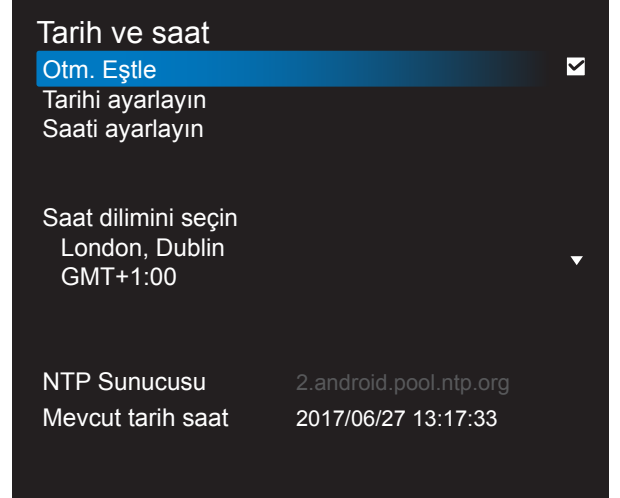 Tarih ve saat
Otm. Eştle
Tarihi ayarlayın
Saati ayarlayın
Saat dilimini seçin
London, Dublin
GMT+1:00
NTP Sunucusu 2.android.pool.ntp.org
Mevcut tarih saat 2017/06/27 13:17:33